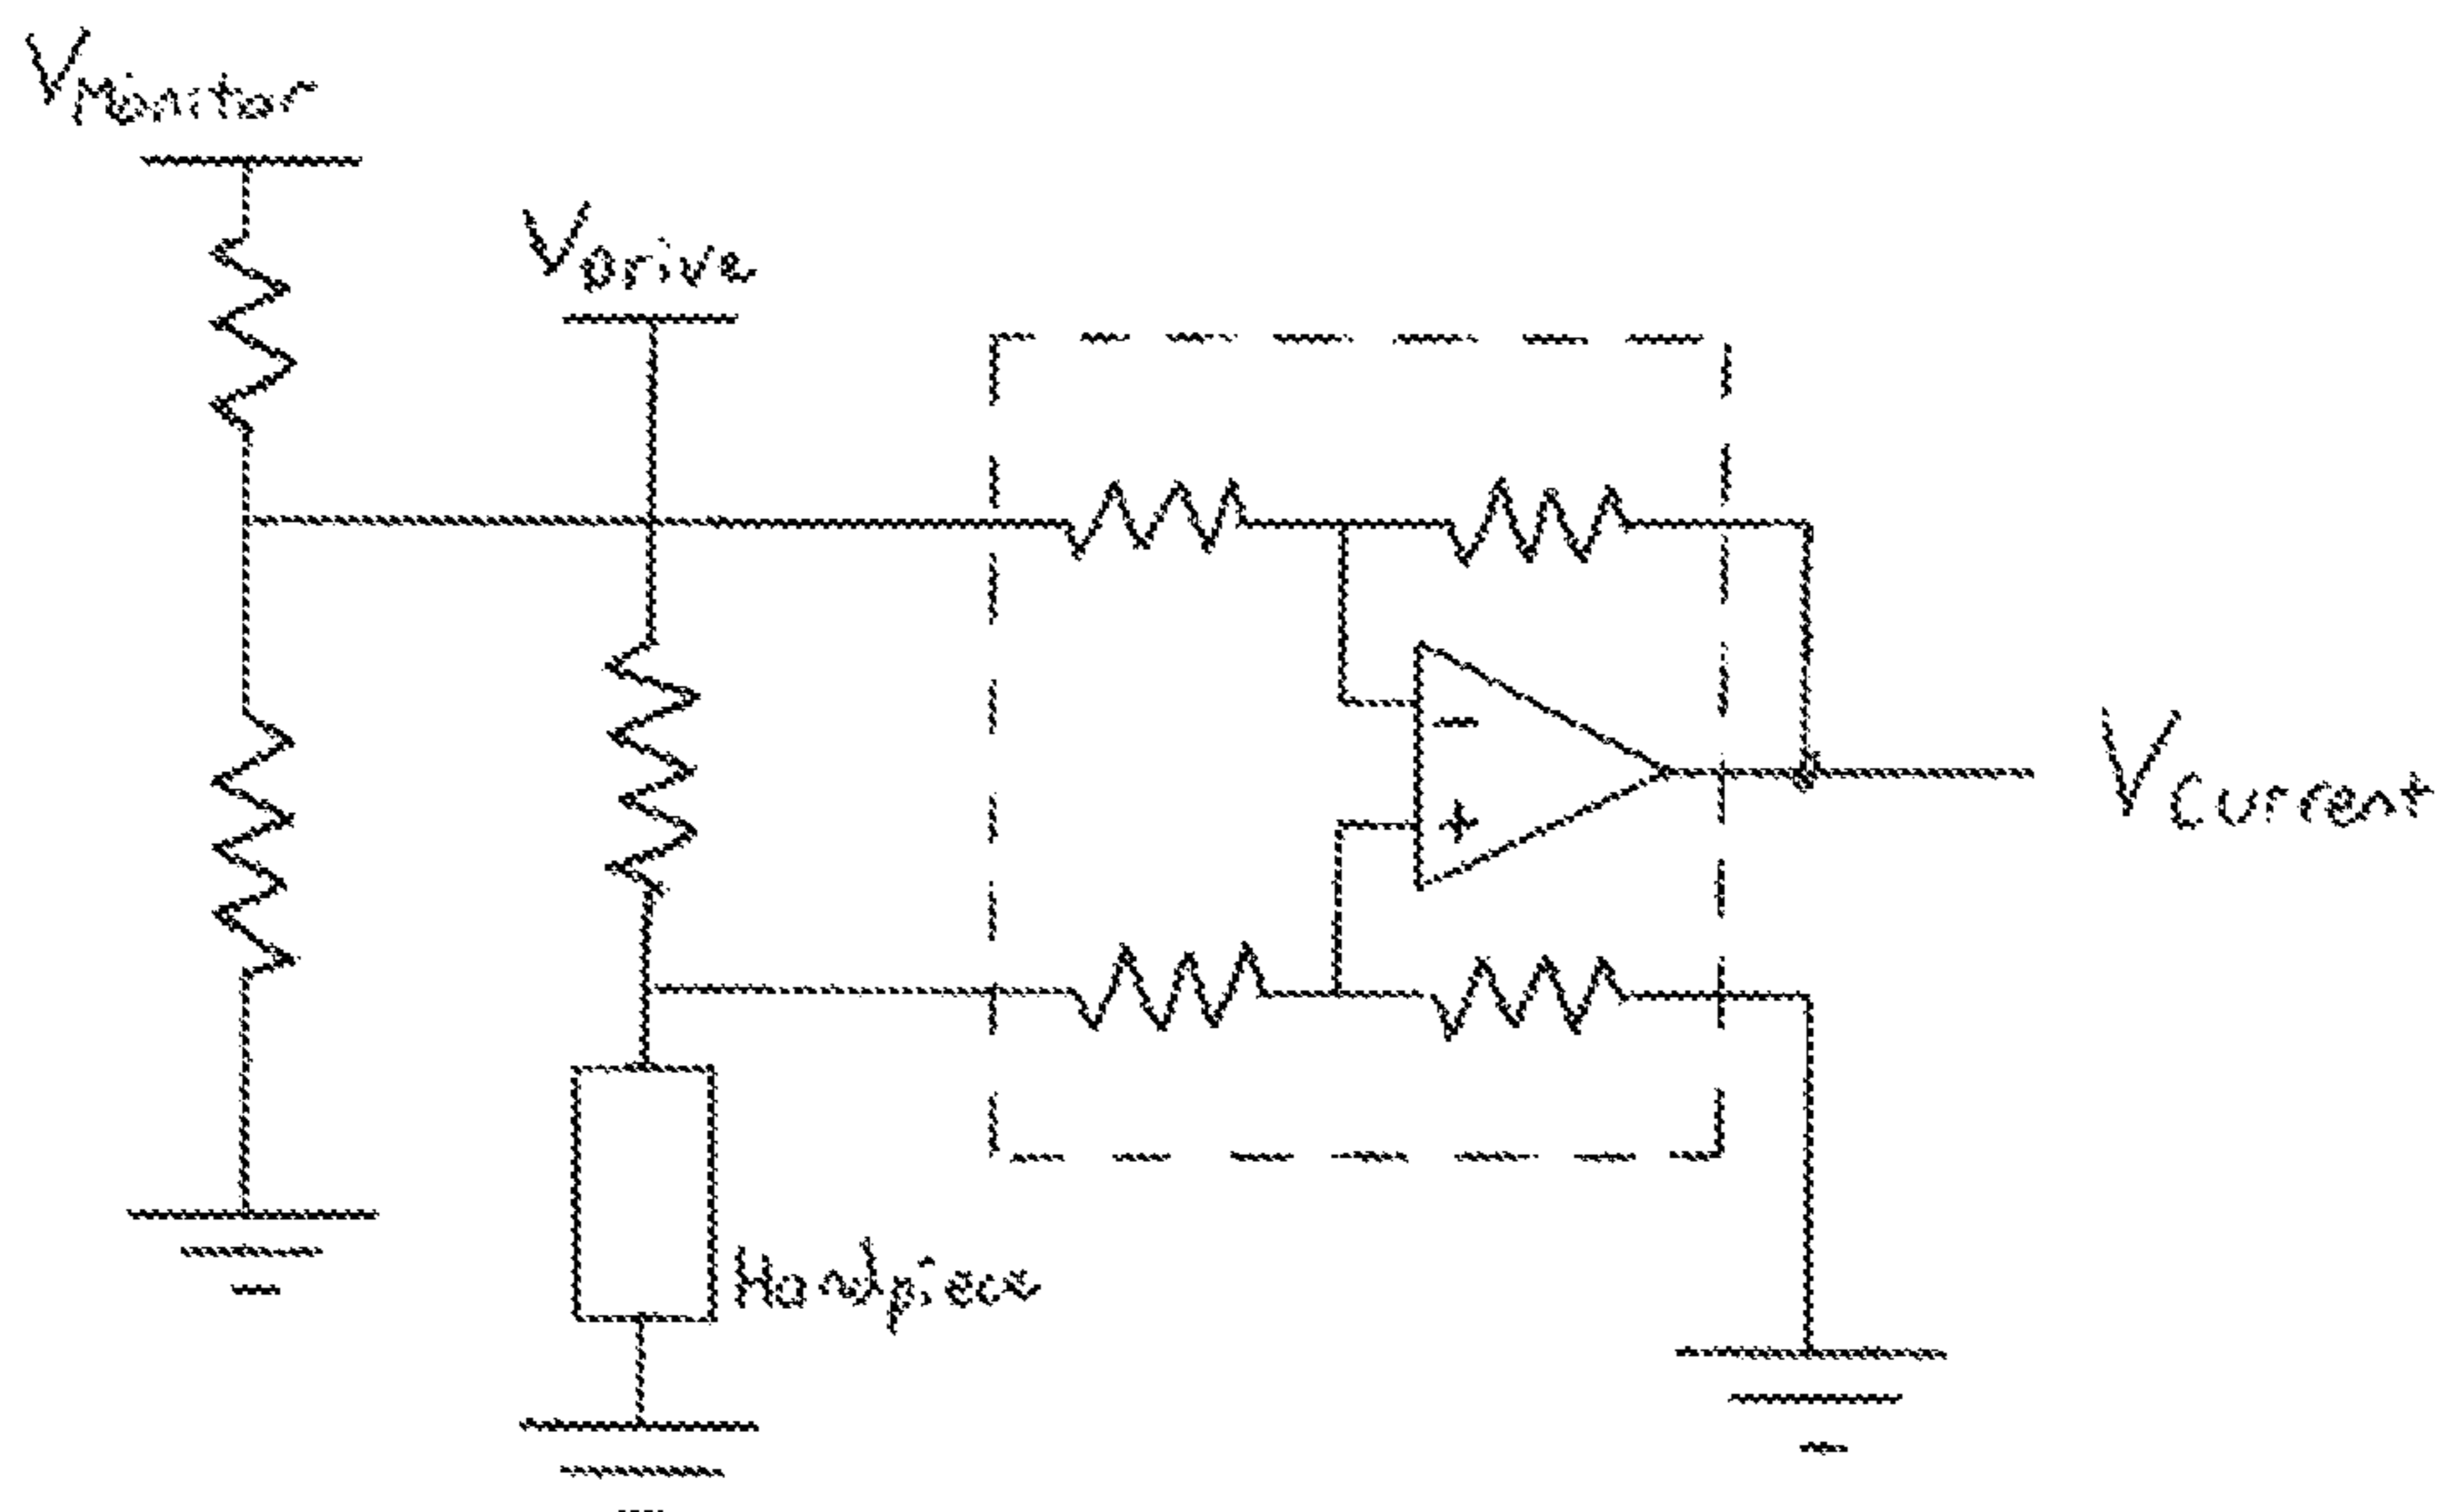 VMonitor
VDrive
−
+
VCurrent
Handpiece